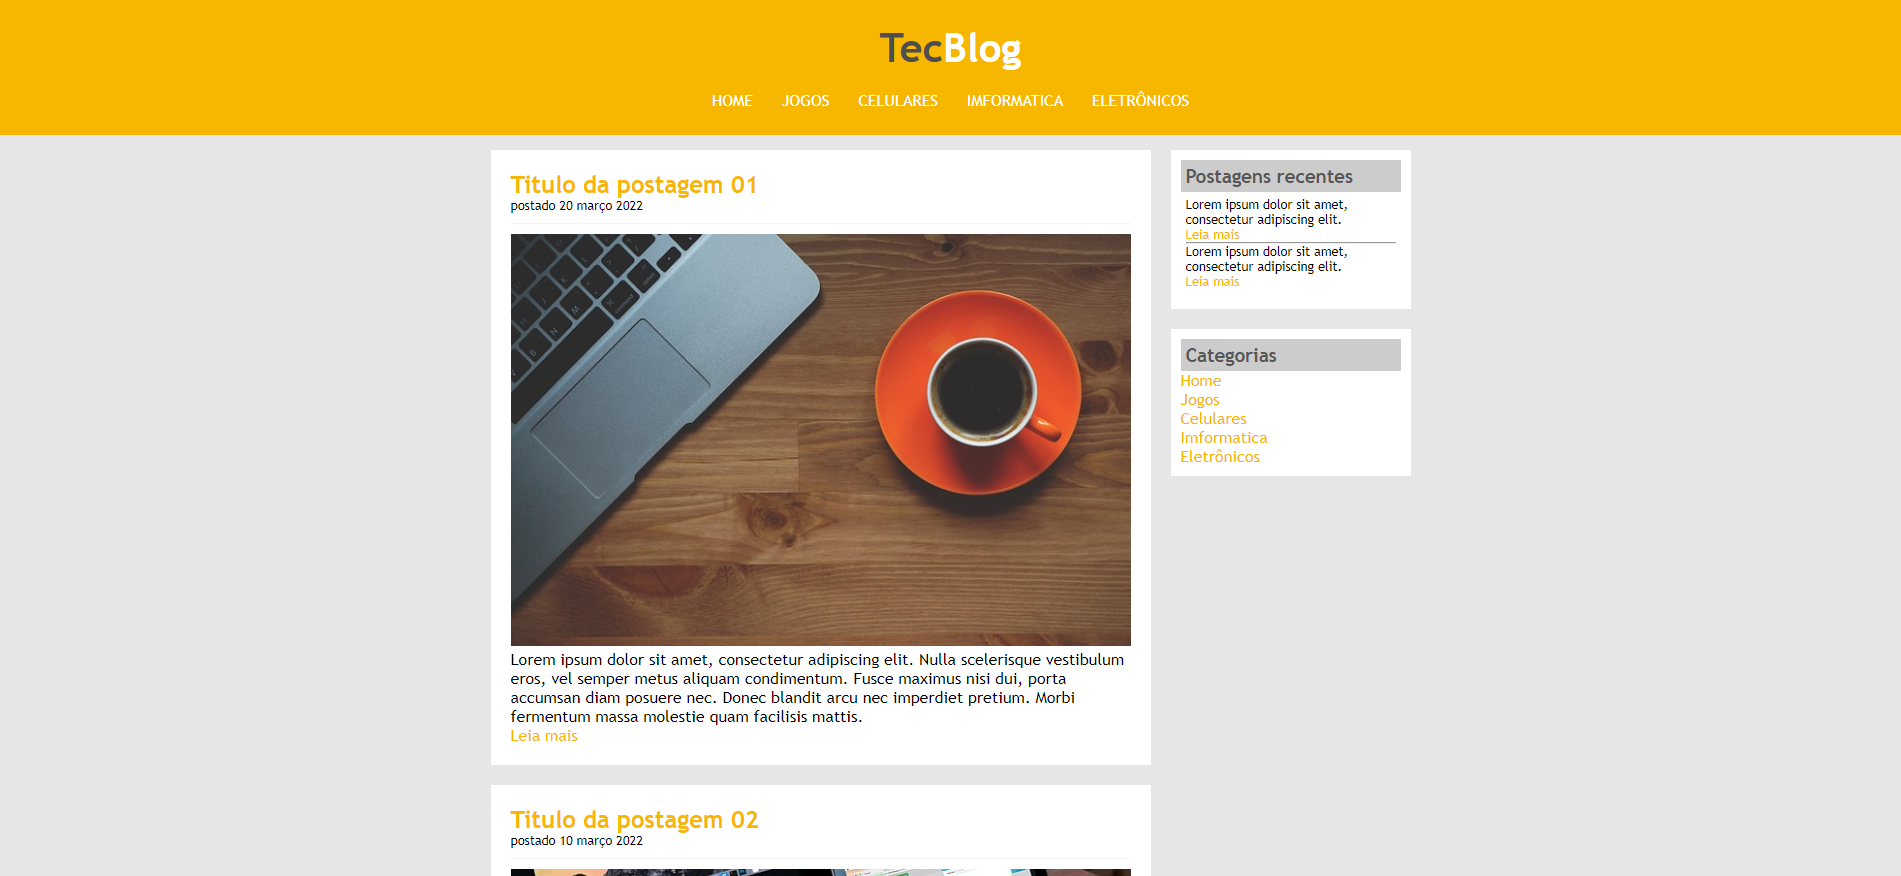 TecBlog
HOME JOGOS CELULARES IMFORMATICA ELETRÔNICOS
Titulo da postagem 01
postado 20 março 2022
Lorem ipsum dolor sit amet, consectetur adipiscing elit. Nulla scelerisque vestibulum
eros, vel semper metus aliquam condimentum. Fusce maximus nisi dui, porta
accumsan diam posuere nec. Donec blandit arcu nec imperdiet pretium. Morbi
fermentum massa molestie quam facilisis mattis.
Leia mais
Titulo da postagem 02
postado 10 março 2022
Postagens recentes
Lorem ipsum dolor sit amet,
consectetur adipiscing elit.
Leia mais
Lorem ipsum dolor sit amet,
consectetur adipiscing elit.
Leia mais
Categorias
Home
Jogos
Celulares
Imformatica
Eletrônicos